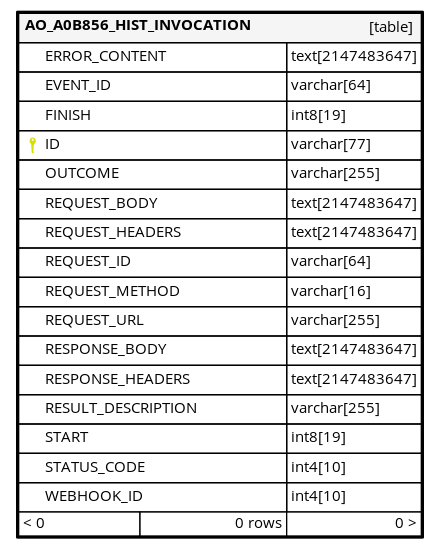 AO_A0B856_HIST_INVOCATION [table]
ERROR_CONTENT text[2147483647]
EVENT_ID varchar[64]
FINISH int8[19]
ID varchar[77]
OUTCOME varchar[255]
REQUEST_BODY text[2147483647]
REQUEST_HEADERS text[2147483647]
REQUEST_ID varchar[64]
REQUEST_METHOD varchar[16]
REQUEST_URL varchar[255]
RESPONSE_BODY text[2147483647]
RESPONSE_HEADERS text[2147483647]
RESULT_DESCRIPTION varchar[255]
START int8[19]
STATUS_CODE int4[10]
WEBHOOK_ID int4[10]
< 0 0 rows 0 >